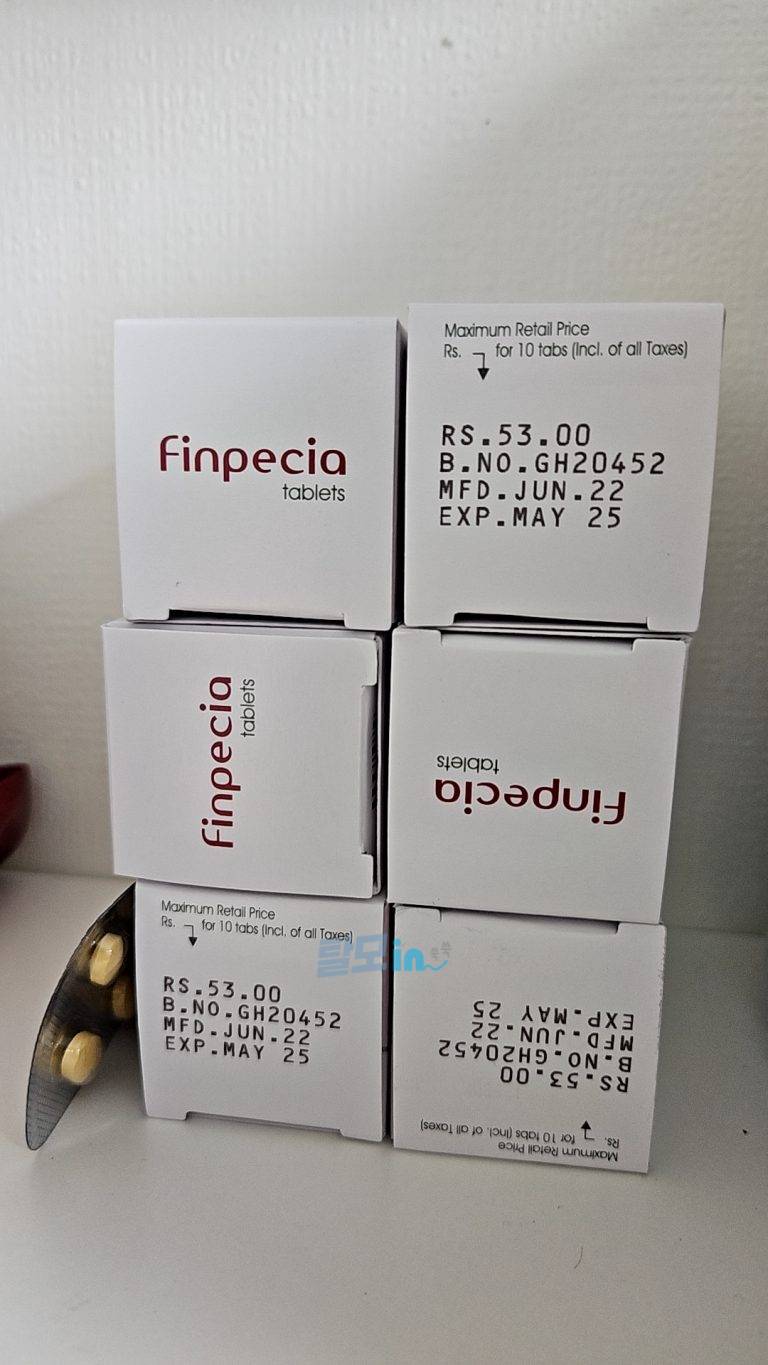 Finpecia
tablets
Maximum Retail Price
Rs. for 10 tabs (Incl. of all Taxes)
RS.53.00
B.NO.GH20452
MFD.JUN.22
EXP.MAY 25
Finpecia
tablets
Finpecia
tablets
Maximum Retail Price
Rs. for 10 tabs (Incl. of all Taxes)
RS.53.00
B.NO.GH20452
MFD.JUN.22
EXP.MAY 25
탈모in
Maximum Retail Price
Rs. for 10 tabs (Incl. of all Taxes)
RS.53.00
B.NO.GH20452
MFD.JUN.22
EXP.MAY 25